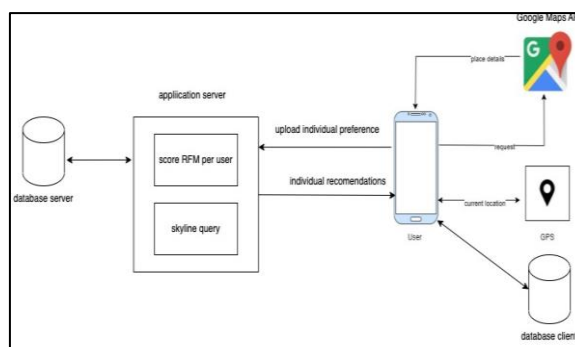 Google Maps A
place details
application server
upload individual preference
request
score RFM per user
database server
individual recomendations
current location
skyline query
User
GPS
database client